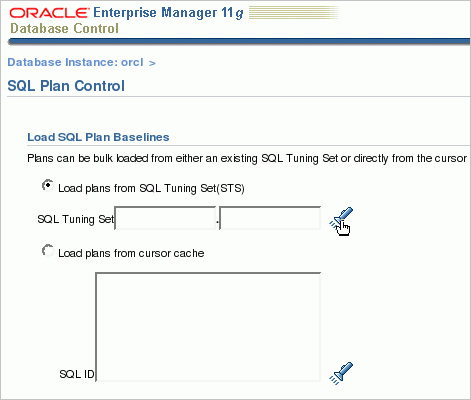 ORACLE Enterprise Manager 11g
Database Control
Database Instance: orcl >
SQL Plan Control
Load SQL Plan Baselines
Plans can be bulk loaded from either an existing SQL Tuning Set or directly from the cursor
Load plans from SQL Tuning Set(STS)
SQL Tuning Set .
Load plans from cursor cache
SQL ID